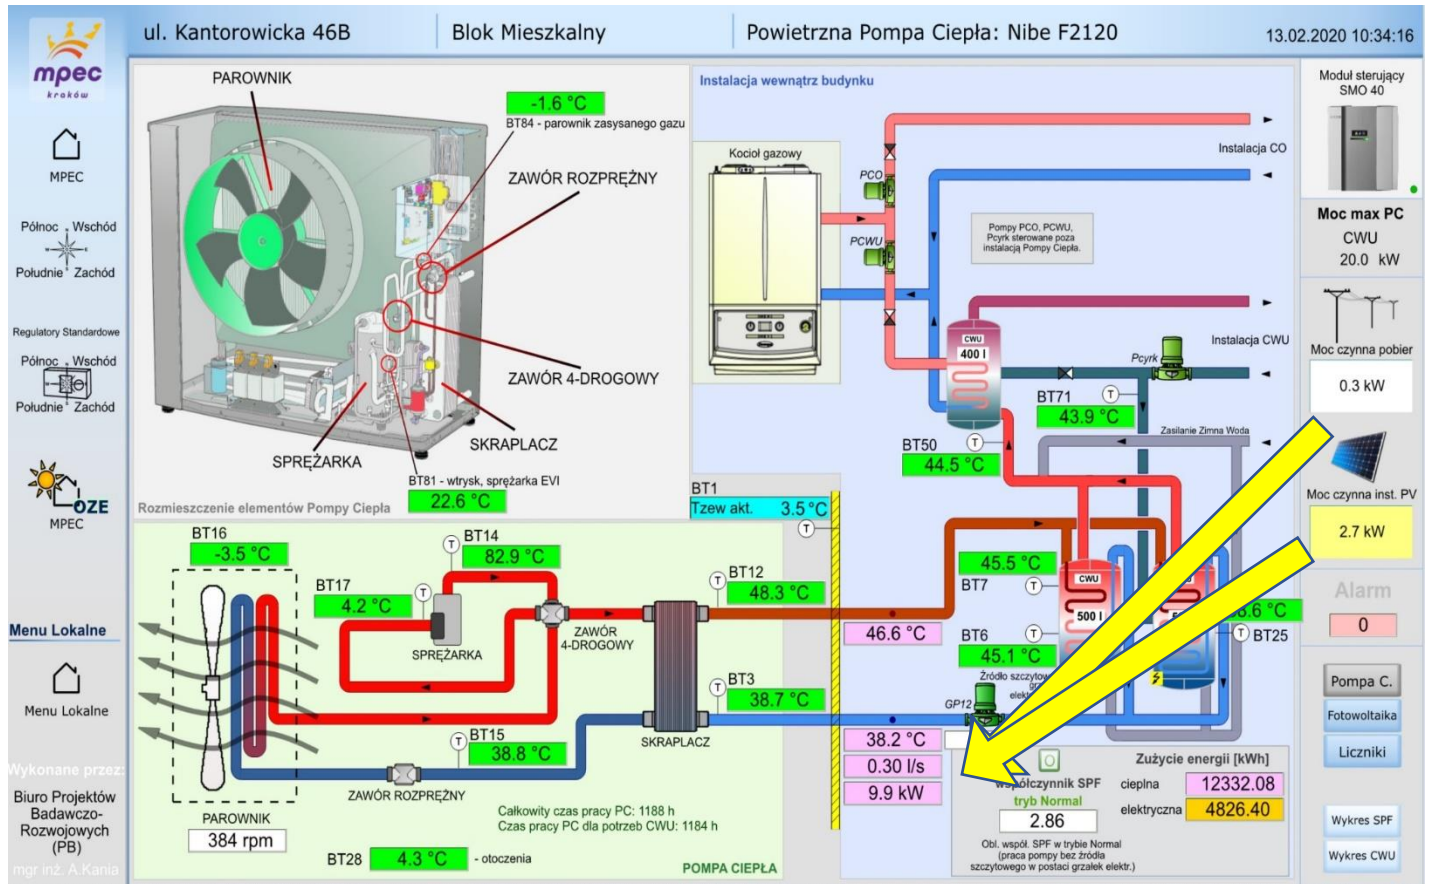 ul. Kantorowicka 46B
Blok Mieszkalny
Powietrzna Pompa Ciepła: Nibe F2120
13.02.2020 10:34:16
mpec
kraków
MPEC
Północ Wschód
Południe Zachód
Regulatory Standardowe
Północ Wschód
Południe Zachód
OZE
MPEC
Menu Lokalne
Menu Lokalne
Wykonane przez:
Biuro Projektów
Badawczo-
Rozwojowych
(PB)
mgr inż. A.Kania
PAROWNIK
-1.6 °C
BT84 - parownik zasysanego gazu
ZAWÓR ROZPRĘŻNY
ZAWÓR 4-DROGOWY
SKRAPLACZ
SPRĘŻARKA
BT81 - wtrysk, sprężarka EVI
22.6 °C
Rozmieszczenie elementów Pompy Ciepła
Instalacja wewnątrz budynku
Kocioł gazowy
PCO
PCWU
Pompy PCO, PCWU,
Pcyrk sterowane poza
instalacją Pompy Ciepła.
Instalacja CO
CWU
400 l
Instalacja CWU
Pcyrk
BT71
T
43.9 °C
BT50
T
44.5 °C
Zasilanie Zimna Woda
BT1
Tzew akt. 3.5 °C
T
BT16
-3.5 °C
BT14
T
82.9 °C
BT17
T
4.2 °C
SPRĘŻARKA
ZAWÓR
4-DROGOWY
BT12
T
48.3 °C
BT3
T
38.7 °C
SKRAPLACZ
BT15
T
38.8 °C
ZAWÓR ROZPRĘŻNY
PAROWNIK
384 rpm
Całkowity czas pracy PC: 1188 h
Czas pracy PC dla potrzeb CWU: 1184 h
BT28
4.3 °C
- otoczenia
POMPA CIEPŁA
45.5 °C
BT7
T
CWU
500 l
46.6 °C
BT6
T
45.1 °C
.6 °C
T
BT25
Źródło szczytow
elek
GP12
38.2 °C
0.30 l/s
9.9 kW
współczynnik SPF
tryb Normal
2.86
Obl. współ. SPF w trybie Normal
(praca pompy bez źródła
szczytowego w postaci grzałek elektr.)
Zużycie energii [kWh]
cieplna
12332.08
elektryczna
4826.40
Moduł sterujący
SMO 40
Moc max PC
CWU
20.0 kW
Moc czynna pobier
0.3 kW
Moc czynna inst. PV
2.7 kW
Alarm
0
Pompa C.
Fotowoltaika
Liczniki
Wykres SPF
Wykres CWU